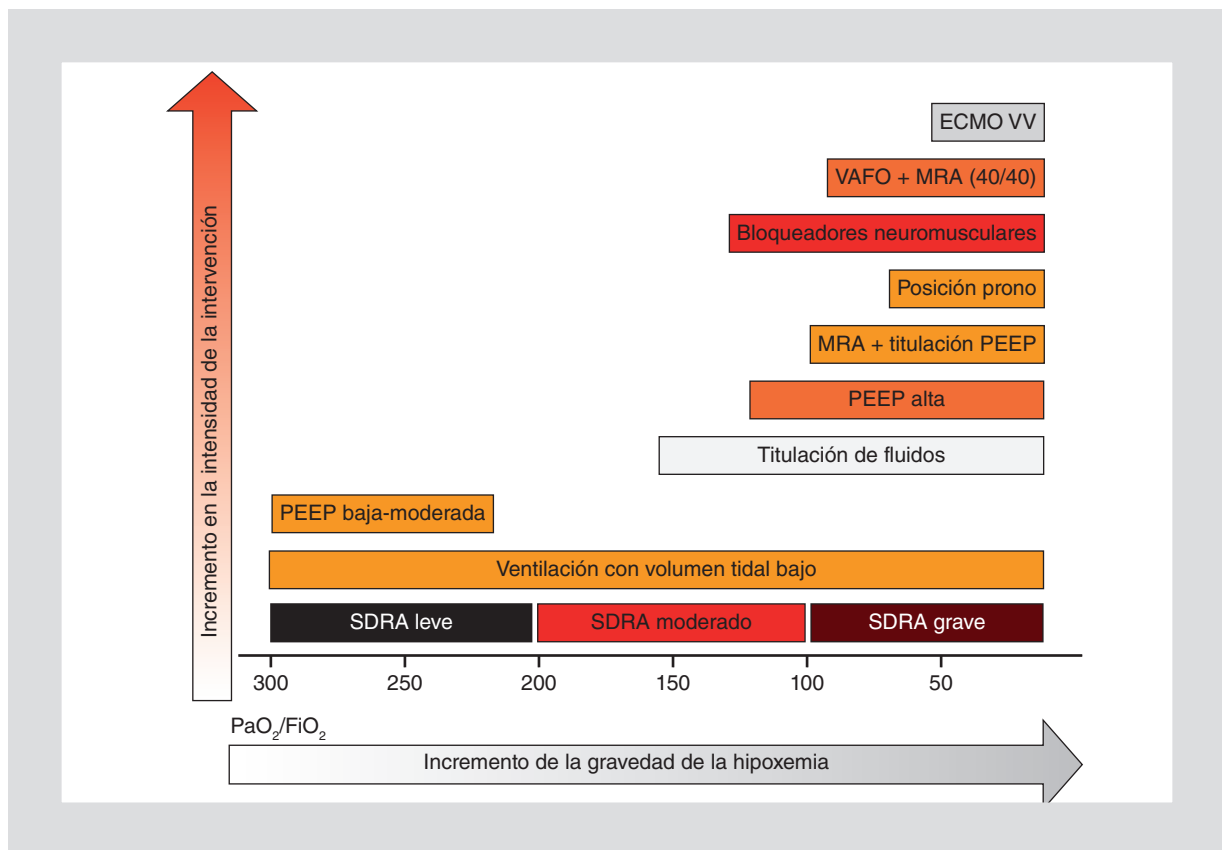 Incremento en la intensidad de la intervención
ECMO VV
VAFO + MRA (40/40)
Bloqueadores neuromusculares
Posición prono
MRA + titulación PEEP
PEEP alta
Titulación de fluidos
PEEP baja-moderada
Ventilación con volumen tidal bajo
SDRA leve SDRA moderado SDRA grave
300 250 200 150 100 50
PaO₂/FiO₂
Incremento de la gravedad de la hipoxemia